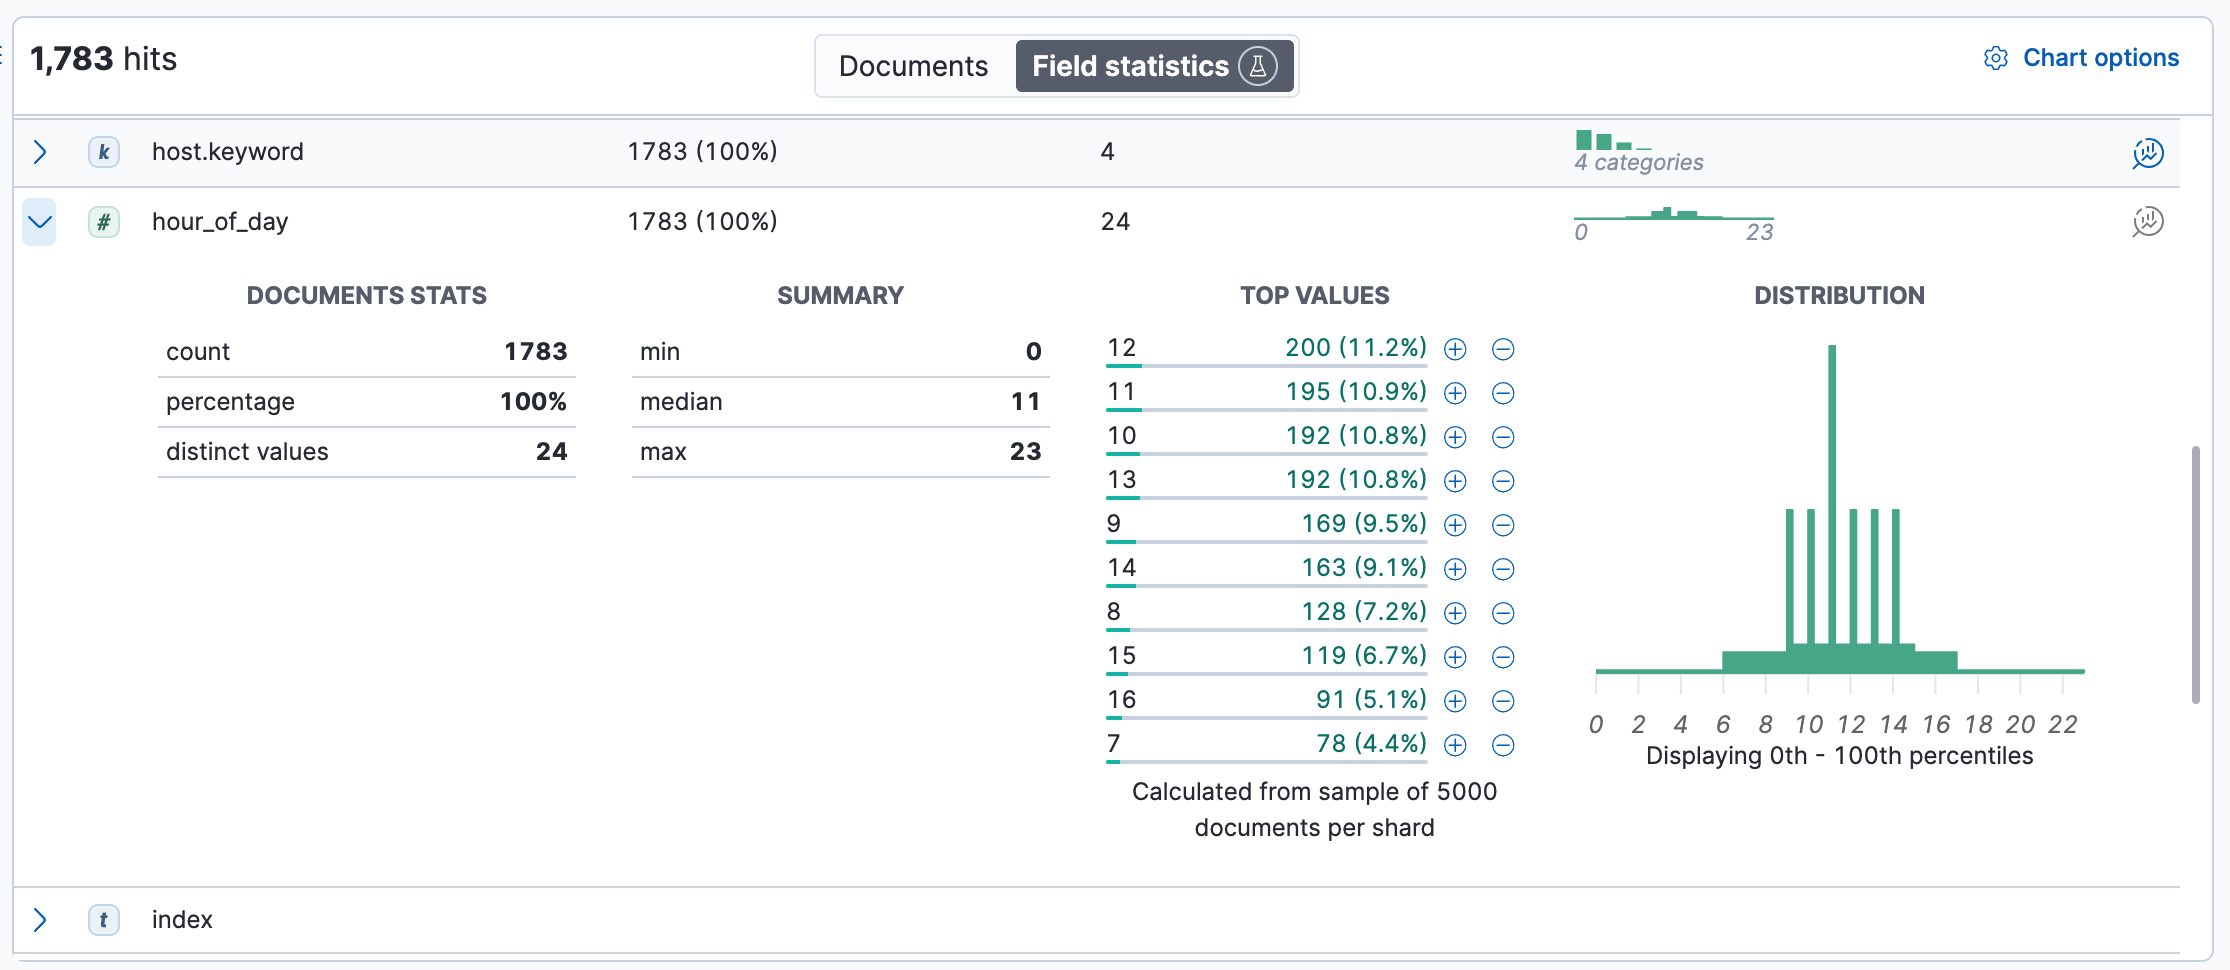 1,783 hits
Documents
Field statistics
Chart options
k host.keyword 1783 (100%) 4
4 categories
# hour_of_day 1783 (100%) 24
0 23
DOCUMENTS STATS
count 1783
percentage 100%
distinct values 24
SUMMARY
min 0
median 11
max 23
TOP VALUES
12 200 (11.2%)
11 195 (10.9%)
10 192 (10.8%)
13 192 (10.8%)
9 169 (9.5%)
14 163 (9.1%)
8 128 (7.2%)
15 119 (6.7%)
16 91 (5.1%)
7 78 (4.4%)
Calculated from sample of 5000
documents per shard
DISTRIBUTION
0 2 4 6 8 10 12 14 16 18 20 22
Displaying 0th - 100th percentiles
t index